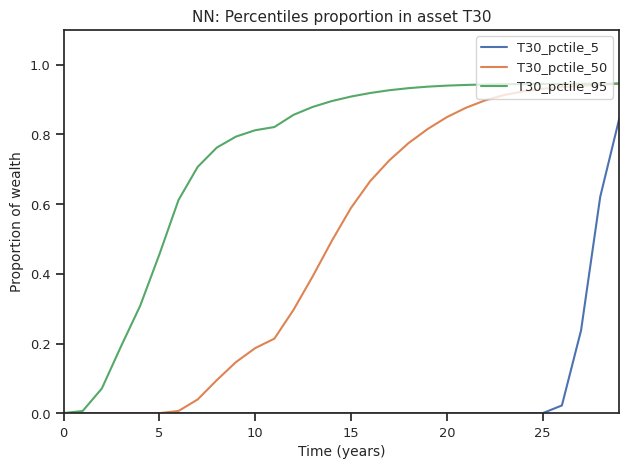 NN: Percentiles proportion in asset T30
T30_pctile_5
T30_pctile_50
T30_pctile_95
Proportion of wealth
1.0
0.8
0.6
0.4
0.2
0.0
0 5 10 15 20 25
Time (years)